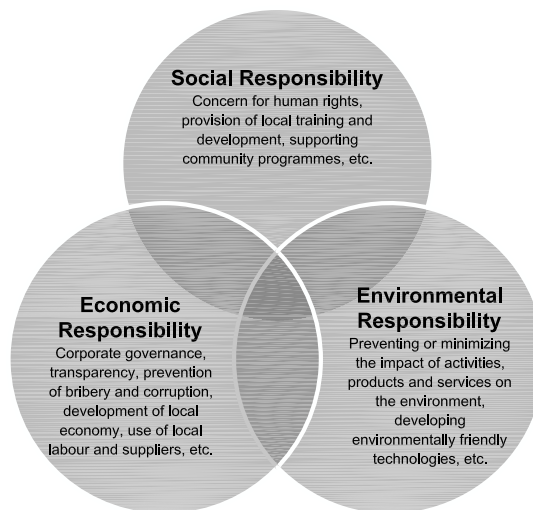 Social Responsibility
Concern for human rights,
provision of local training and
development, supporting
community programmes, etc.
Economic
Responsibility
Corporate governance,
transparency, prevention
of bribery and corruption,
development of local
economy, use of local
labour and suppliers, etc.
Environmental
Responsibility
Preventing or minimizing
the impact of activities,
products and services on
the environment,
developing
environmentally friendly
technologies, etc.